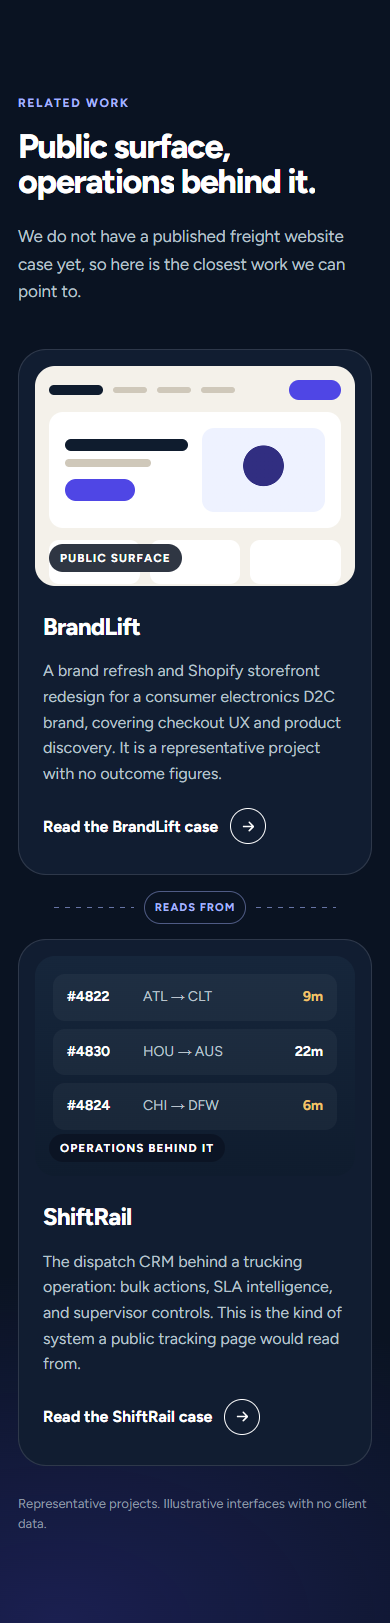 RELATED WORK
Public surface,
operations behind it.
We do not have a published freight website
case yet, so here is the closest work we can
point to.
PUBLIC SURFACE
BrandLift
A brand refresh and Shopify storefront
redesign for a consumer electronics D2C
brand, covering checkout UX and product
discovery. It is a representative project
with no outcome figures.
Read the BrandLift case →
READS FROM
#4822 ATL → CLT 9m
#4830 HOU → AUS 22m
#4824 CHI → DFW 6m
OPERATIONS BEHIND IT
ShiftRail
The dispatch CRM behind a trucking
operation: bulk actions, SLA intelligence,
and supervisor controls. This is the kind of
system a public tracking page would read
from.
Read the ShiftRail case →
Representative projects. Illustrative interfaces with no client
data.